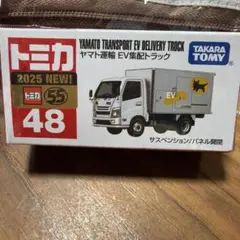 トミカ
2025 NEW!
トミカ
55
48
YAMATO TRANSPORT EV DELIVERY TRUCK
ヤマト運輸 EV集配トラック
TAKARA
TOMY
EV
サスペンション/パネル開閉